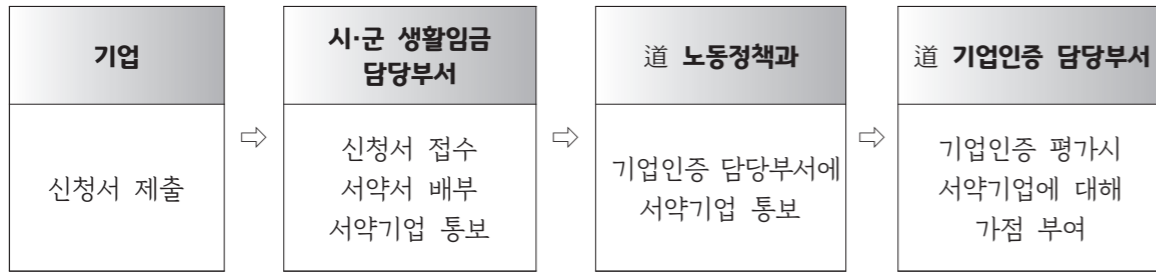 기업
신청서 제출
⇨
시·군 생활임금
담당부서
신청서 접수
서약서 배부
서약기업 통보
⇨
道 노동정책과
기업인증 담당부서에
서약기업 통보
⇨
道 기업인증 담당부서
기업인증 평가시
서약기업에 대해
가점 부여